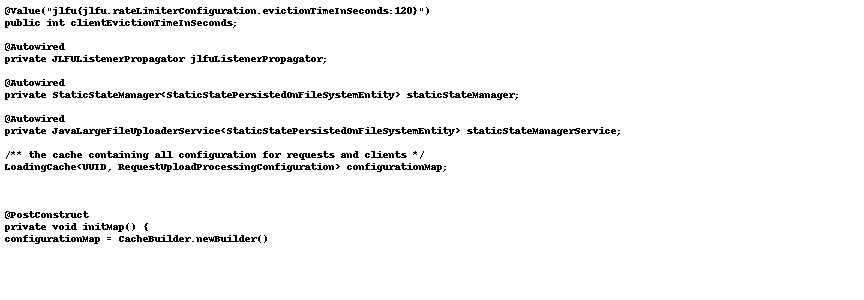 @Value("jlfu{jlfu.rateLimiterConfiguration.evictionTimeInSeconds:120}")
public int clientEvictionTimeInSeconds;
@Autowired
private JLFUListenerPropagator jlfuListenerPropagator;
@Autowired
private StaticStateManager<StaticStatePersistedOnFileSystemEntity> staticStateManager;
@Autowired
private JavaLargeFileUploaderService<StaticStatePersistedOnFileSystemEntity> staticStateManagerService;
/** the cache containing all configuration for requests and clients */
LoadingCache<UUID, RequestUploadProcessingConfiguration> configurationMap;
@PostConstruct
private void initMap() {
configurationMap = CacheBuilder.newBuilder()